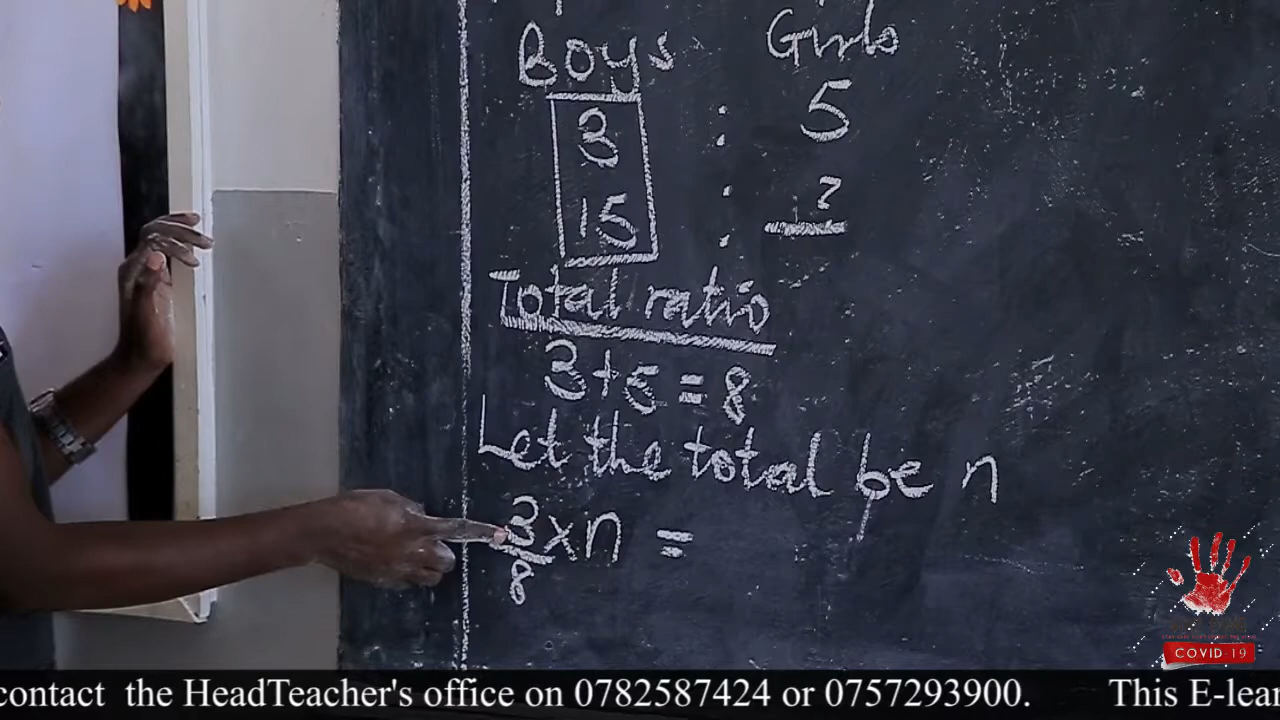 Boys Girls
3 : 5
15 : ?
Total ratio
3+5=8
Let the total be n
3/8 x n =
COVID-19
contact the HeadTeacher's office on 0782587424 or 0757293900. This E-lear